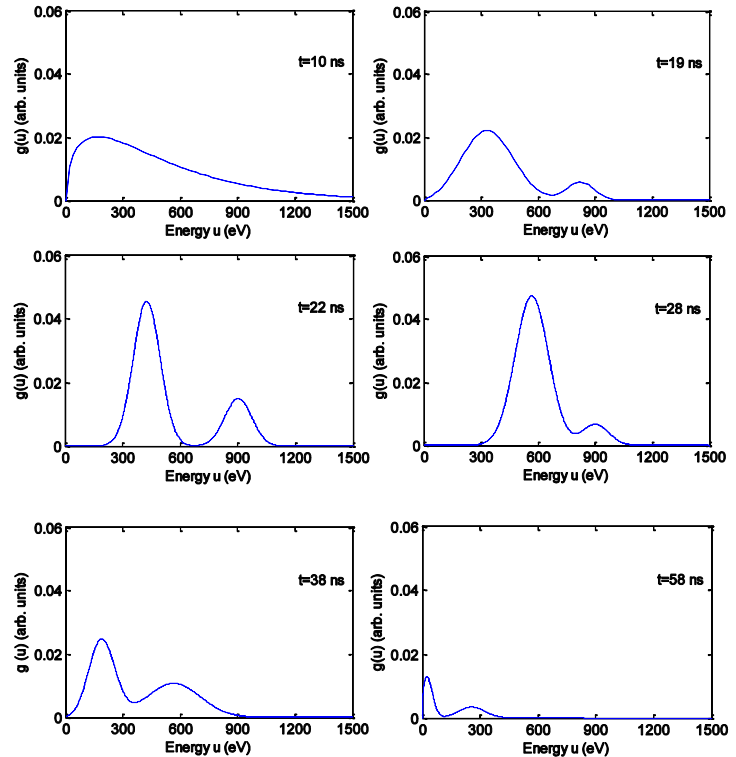 0.06
t=10 ns
0.04
g(u) (arb. units)
0.02
0
0 300 600 900 1200 1500
Energy u (eV)
0.06
t=19 ns
0.04
g(u) (arb. units)
0.02
0
0 300 600 900 1200 1500
Energy u (eV)
0.06
t=22 ns
0.04
g(u) (arb. units)
0.02
0
0 300 600 900 1200 1500
Energy u (eV)
0.06
t=28 ns
0.04
g(u) (arb. units)
0.02
0
0 300 600 900 1200 1500
Energy u (eV)
0.06
t=38 ns
0.04
g (u) (arb. units)
0.02
0
0 300 600 900 1200 1500
Energy u (eV)
0.06
t=58 ns
0.04
g(u) (arb. units)
0.02
0
0 300 600 900 1200 1500
Energy u (eV)